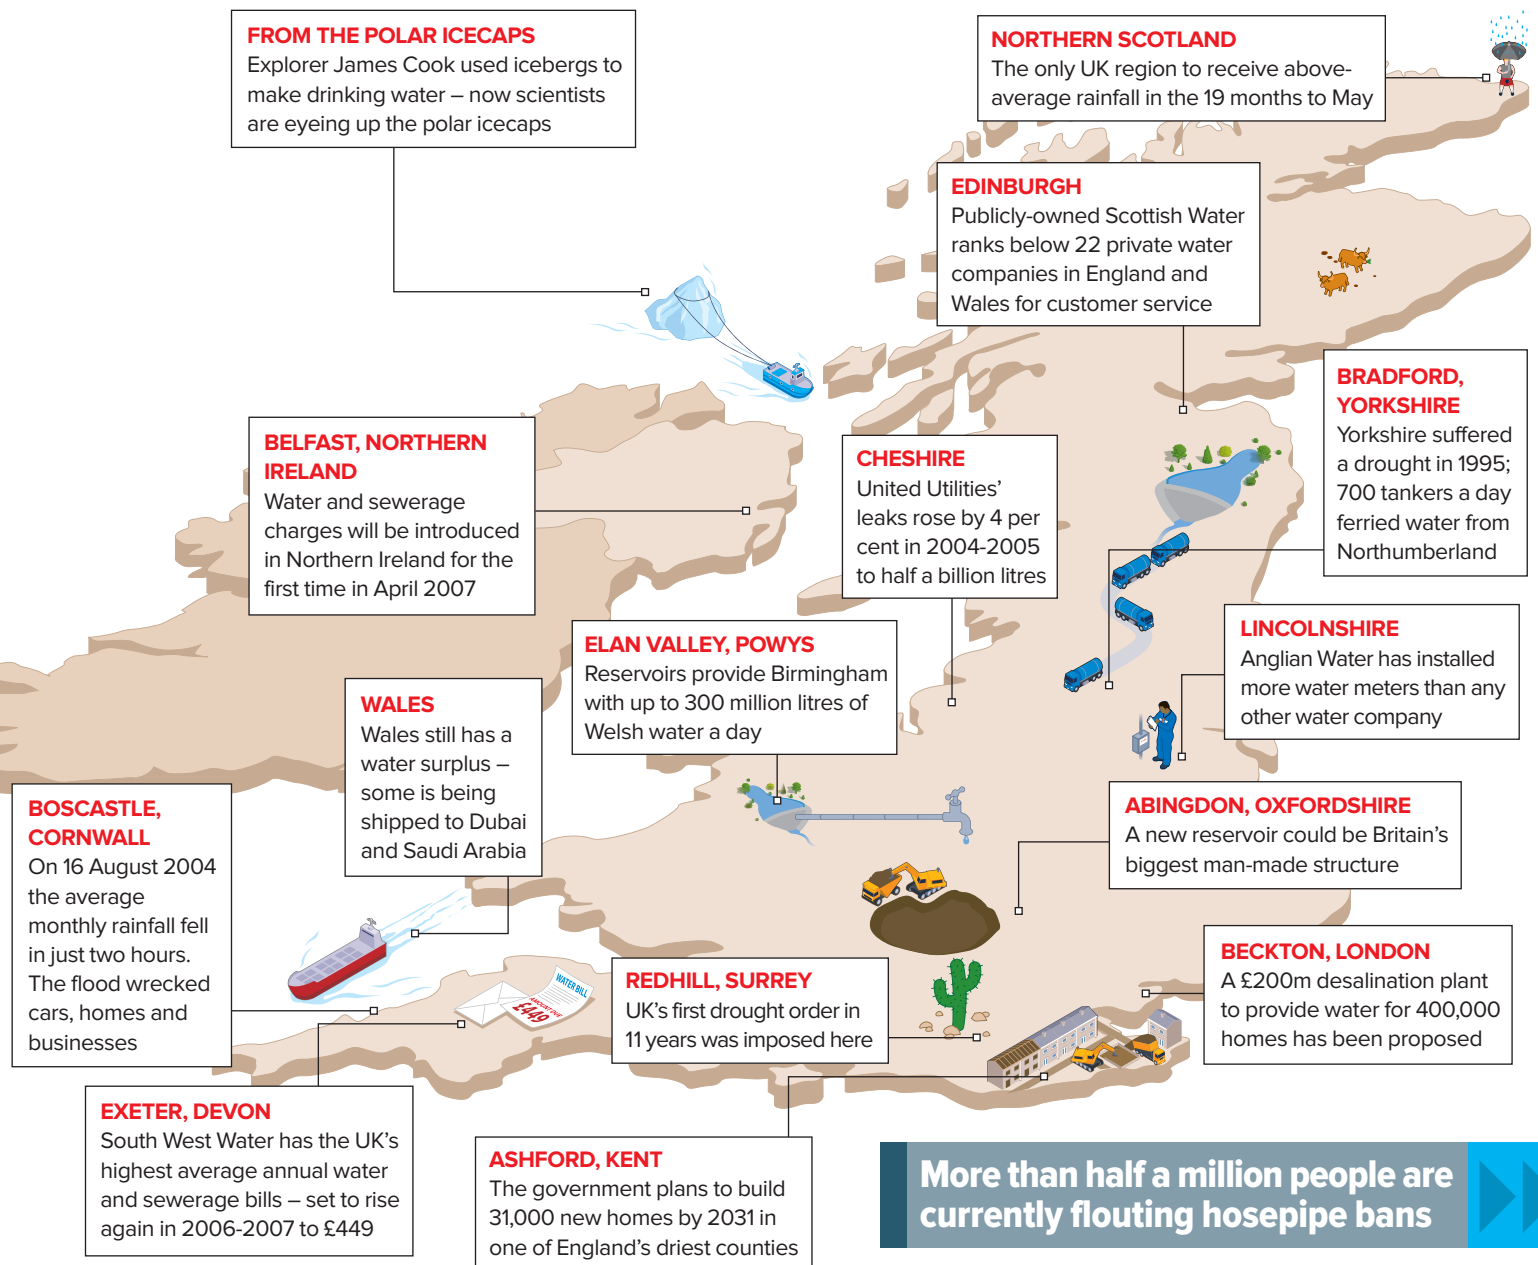 FROM THE POLAR ICECAPS
Explorer James Cook used icebergs to
make drinking water – now scientists
are eyeing up the polar icecaps
NORTHERN SCOTLAND
The only UK region to receive above-
average rainfall in the 19 months to May
EDINBURGH
Publicly-owned Scottish Water
ranks below 22 private water
companies in England and
Wales for customer service
BRADFORD,
YORKSHIRE
Yorkshire suffered
a drought in 1995;
700 tankers a day
ferried water from
Northumberland
BELFAST, NORTHERN
IRELAND
Water and sewerage
charges will be introduced
in Northern Ireland for the
first time in April 2007
CHESHIRE
United Utilities’
leaks rose by 4 per
cent in 2004-2005
to half a billion litres
LINCOLNSHIRE
Anglian Water has installed
more water meters than any
other water company
ELAN VALLEY, POWYS
Reservoirs provide Birmingham
with up to 300 million litres of
Welsh water a day
WALES
Wales still has a
water surplus –
some is being
shipped to Dubai
and Saudi Arabia
BOSCASTLE,
CORNWALL
On 16 August 2004
the average
monthly rainfall fell
in just two hours.
The flood wrecked
cars, homes and
businesses
ABINGDON, OXFORDSHIRE
A new reservoir could be Britain’s
biggest man-made structure
BECKTON, LONDON
A £200m desalination plant
to provide water for 400,000
homes has been proposed
REDHILL, SURREY
UK’s first drought order in
11 years was imposed here
WATER BILL
AMOUNT DUE
£449
EXETER, DEVON
South West Water has the UK’s
highest average annual water
and sewerage bills – set to rise
again in 2006-2007 to £449
ASHFORD, KENT
The government plans to build
31,000 new homes by 2031 in
one of England’s driest counties
More than half a million people are
currently flouting hosepipe bans